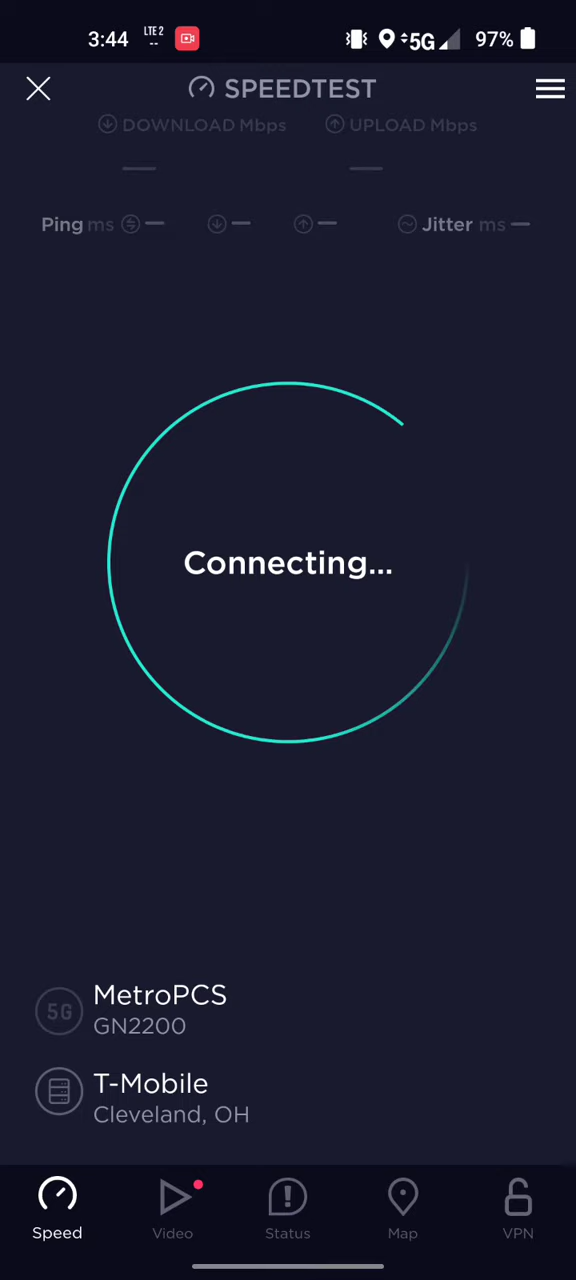 3:44 LTE 2 -- 5G 97%
SPEEDTEST
DOWNLOAD Mbps UPLOAD Mbps
Ping ms Jitter ms
Connecting...
5G MetroPCS
GN2200
T-Mobile
Cleveland, OH
Speed Video Status Map VPN